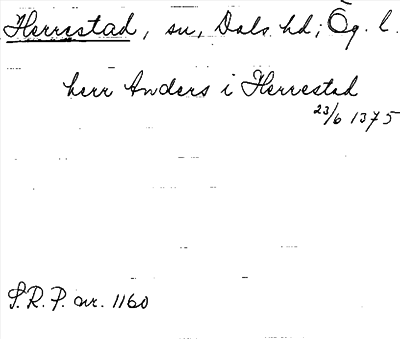 Herrestad, sn, Dals hd, Ög. l.
herr Anders i Herrestad
23/6 1375
S.R.P. nr. 1160